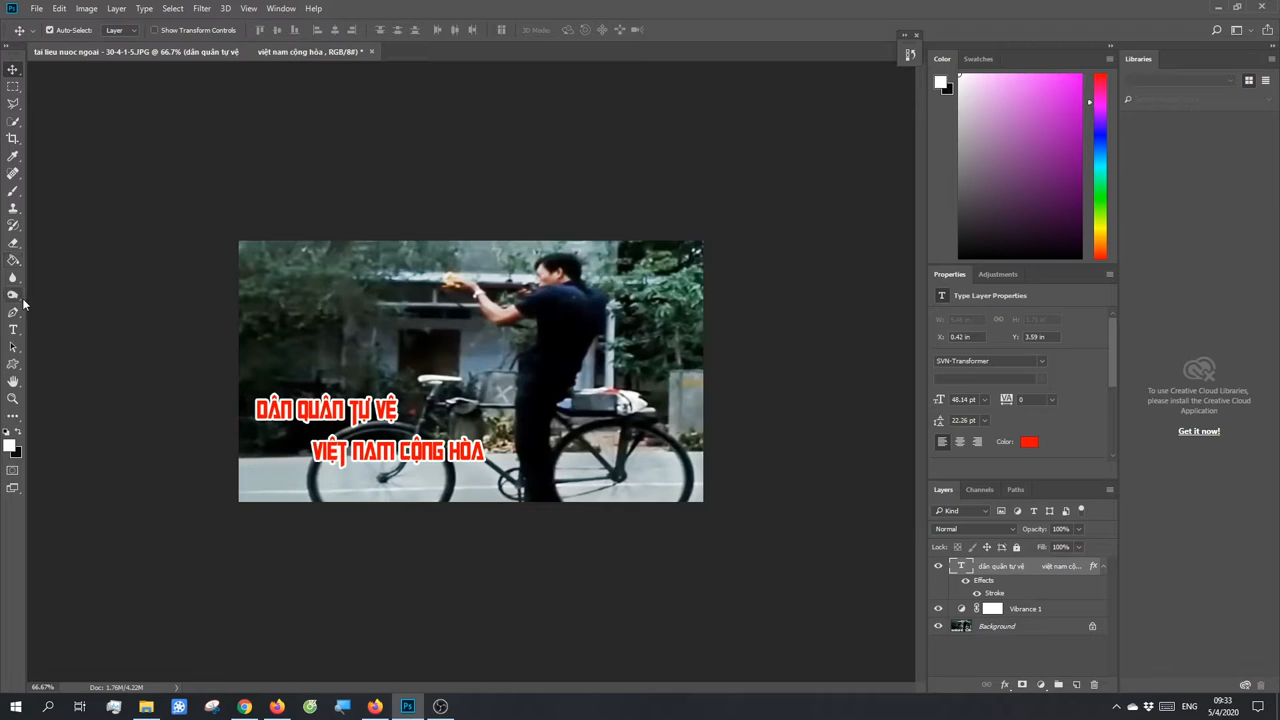 File Edit Image Layer Type Select Filter 3D View Window Help
Auto-Select: Layer Show Transform Controls 3D Mode:
tai lieu nuoc ngoai - 30-4-1-5.JPG @ 66.7% (dân quân tự vệ việt nam cộng hòa , RGB/8#) *
Color Swatches
Libraries
DÂN QUÂN TỰ VỆ
VIỆT NAM CỘNG HÒA
Properties Adjustments
Type Layer Properties
X: 0.42 in Y: 3.59 in
SVN-Transformer
48.14 pt 0
22.26 pt
Color:
To use Creative Cloud Libraries,
please install the Creative Cloud
Application
Get it now!
Layers Channels Paths
Kind
Normal Opacity: 100%
Lock: Fill: 100%
dân quân tự vệ việt nam cộ... fx
Effects
Stroke
Vibrance 1
Background
66.67% Doc: 1.76M/4.22M
09:33
5/4/2020